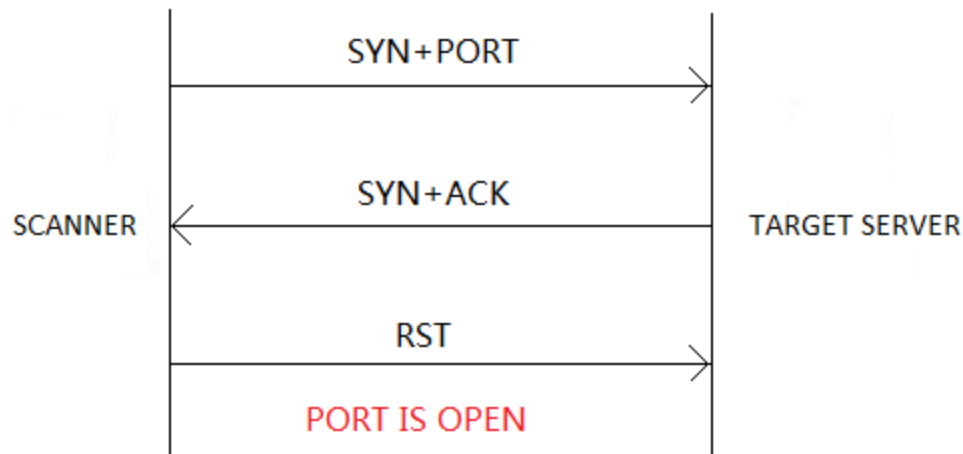 SYN+PORT
SYN+ACK
SCANNER
TARGET SERVER
RST
PORT IS OPEN